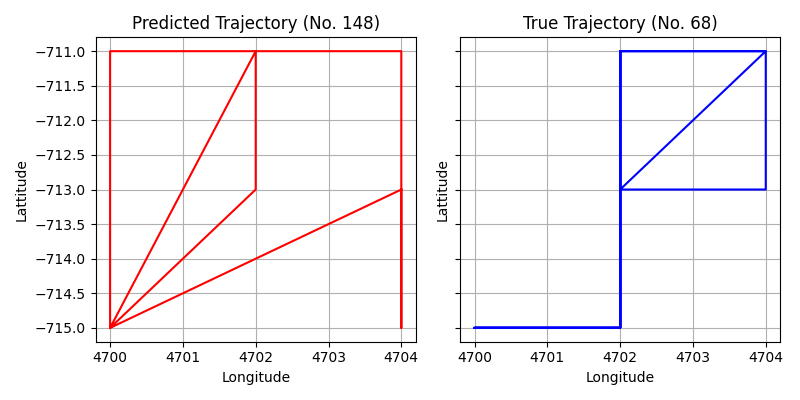 Predicted Trajectory (No. 148)
True Trajectory (No. 68)
−711.0
−711.5
−712.0
−712.5
−713.0
−713.5
−714.0
−714.5
−715.0
Lattitude
Lattitude
4700 4701 4702 4703 4704
4700 4701 4702 4703 4704
Longitude
Longitude